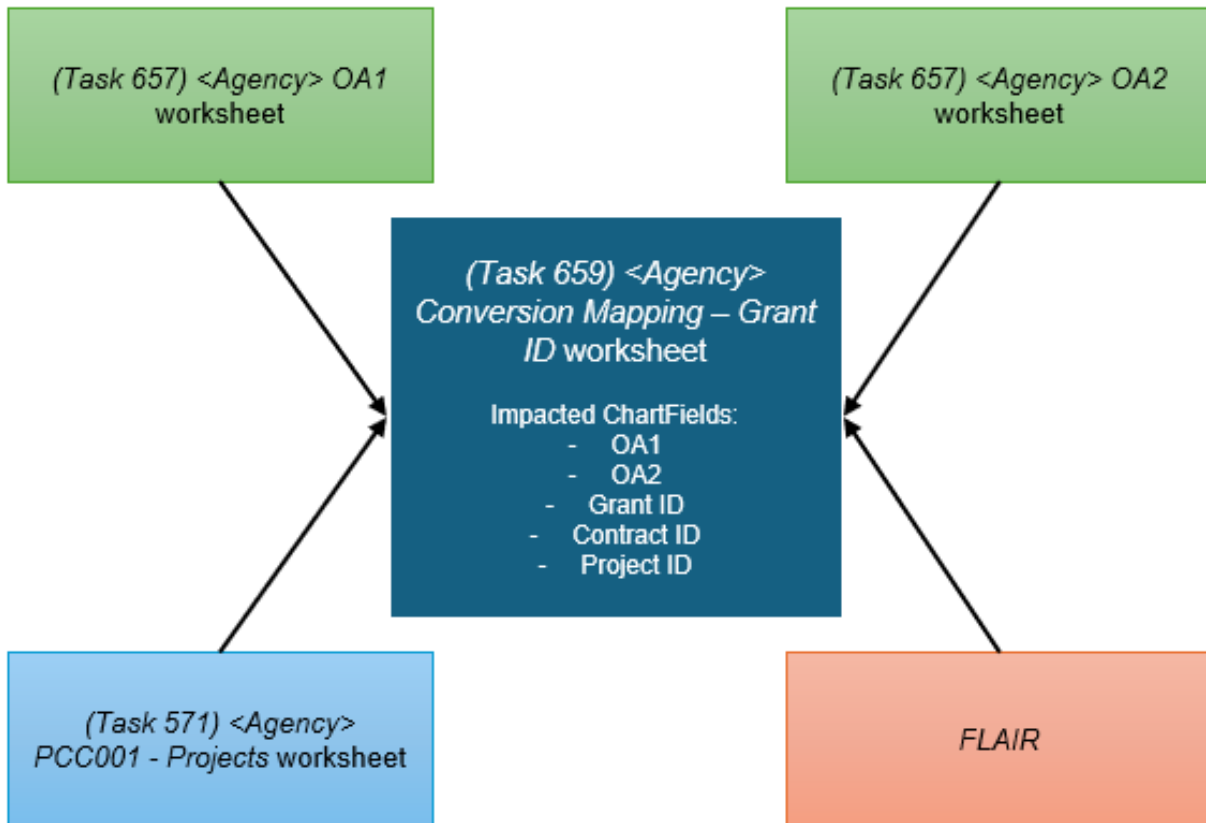 (Task 657) <Agency> OA1
worksheet
(Task 657) <Agency> OA2
worksheet
(Task 659) <Agency>
Conversion Mapping – Grant
ID worksheet
Impacted ChartFields:
- OA1
- OA2
- Grant ID
- Contract ID
- Project ID
(Task 571) <Agency>
PCC001 - Projects worksheet
FLAIR